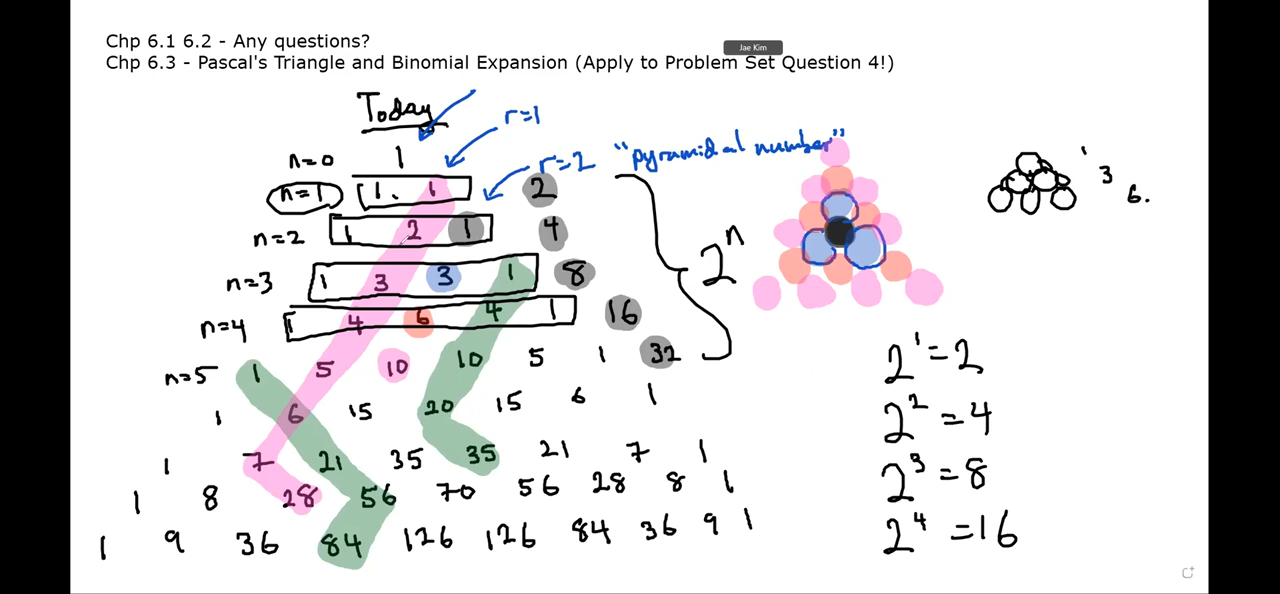 Chp 6.1 6.2 - Any questions?
Jae Kim
Chp 6.3 - Pascal's Triangle and Binomial Expansion (Apply to Problem Set Question 4!)
Today
r=1
n=0 1
r=2 "pyramidal number"
1 3 6.
n=1 1. 1 2
n=2 1 2 1 4
2^n
n=3 1 3 3 1 8
n=4 1 4 6 4 1 16
n=5 1 5 10 10 5 1 32
1 6 15 20 15 6 1
1 7 21 35 35 21 7 1
1 8 28 56 70 56 28 8 1
1 9 36 84 126 126 84 36 9 1
2^1 = 2
2^2 = 4
2^3 = 8
2^4 = 16